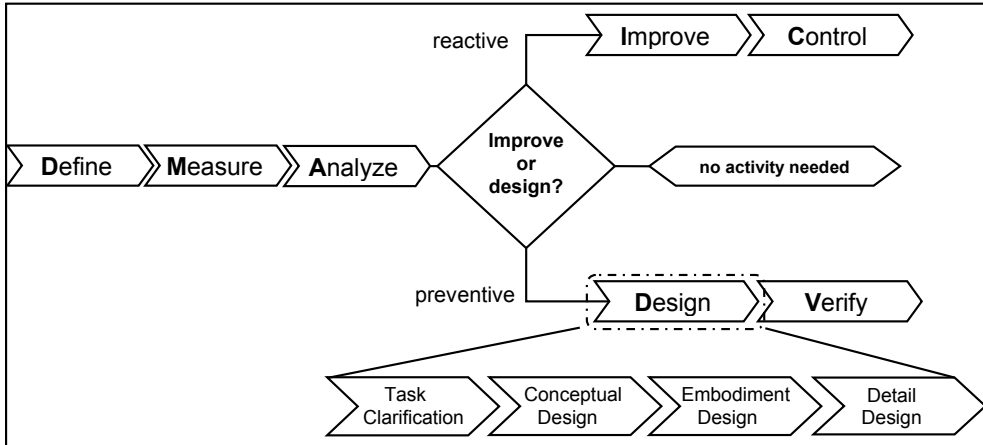 reactive
Improve
Control
Define
Measure
Analyze
Improve
or
design?
no activity needed
preventive
Design
Verify
Task
Clarification
Conceptual
Design
Embodiment
Design
Detail
Design